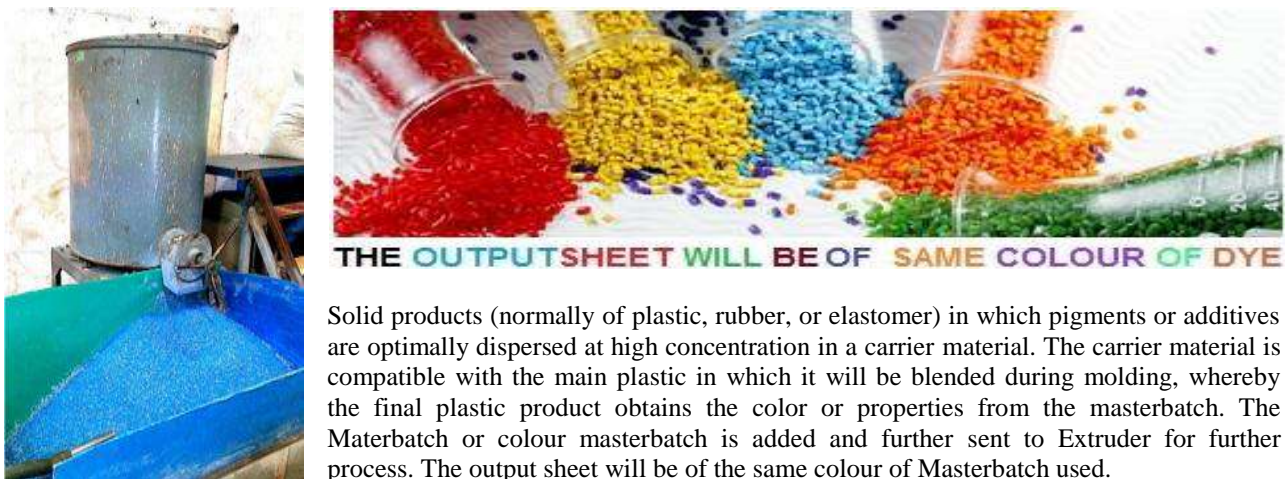 THE OUTPUT SHEET WILL BE OF SAME COLOUR OF DYE
Solid products (normally of plastic, rubber, or elastomer) in which pigments or additives
are optimally dispersed at high concentration in a carrier material. The carrier material is
compatible with the main plastic in which it will be blended during molding, whereby
the final plastic product obtains the color or properties from the masterbatch. The
Materbatch or colour masterbatch is added and further sent to Extruder for further
process. The output sheet will be of the same colour of Masterbatch used.